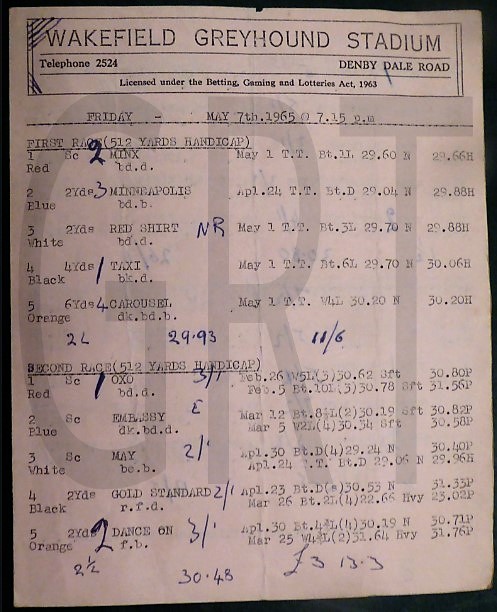 WAKEFIELD GREYHOUND STADIUM
Telephone 2524 DENBY DALE ROAD
Licensed under the Betting, Gaming and Lotteries Act, 1963
FRIDAY - MAY 7th.1965 @ 7.15 p.m
FIRST RACE(512 YARDS HANDICAP)
1 Sc 2 MINX May 1 T.T. Bt.1L 29.60 N 29.66H
Red bd.d.
2 2Yds 3 MINNEAPOLIS Apl.24 T.T. Bt.D 29.04 N 29.88H
Blue bd.b.
3 2Yds RED SHIRT NR May 1 T.T. Bt.3L 29.70 N 29.88H
White bd.d.
4 4Yds 1 TAXI May 1 T.T. Bt.6L 29.70 N 30.06H
Black bk.d.
5 6Yds 4 CAROUSEL May 1 T.T. W4L 30.20 N 30.20H
Orange dk.bd.b.
2L 29.93 11/6
SECOND RACE(512 YARDS HANDICAP)
1 Sc 1 OXO 3/1 Feb.26 W5L(3)30.62 Sft 30.80P
Red bd.d. Feb.5 Bt.10L(3)30.78 Sft 31.56P
2 Sc EMBASSY E Mar 12 Bt.8½L(2)30.19 Sft 30.82P
Blue dk.bd.d. Mar 5 W2L(4)30.34 Sft 30.58P
3 Sc MAY 2/1 Apl.30 Bt.D(4)29.24 N 30.40P
White be.b. Apl.24 T.T. Bt.D 29.06 N 29.96H
4 2Yds GOLD STANDARD 2/1 Apl.23 Bt.D(s)30.53 N 31.33P
Black r.f.d. Mar 26 Bt.2L(4)22.66 Hvy 23.02P
5 2Yds 2 DANCE ON 3/1 Apl.30 Bt.4½L(4)30.19 N 30.71P
Orange f.b. Mar 25 W4½L(2)31.64 Hvy 31.76P
2½ 30.48 £3 13.3
GRT